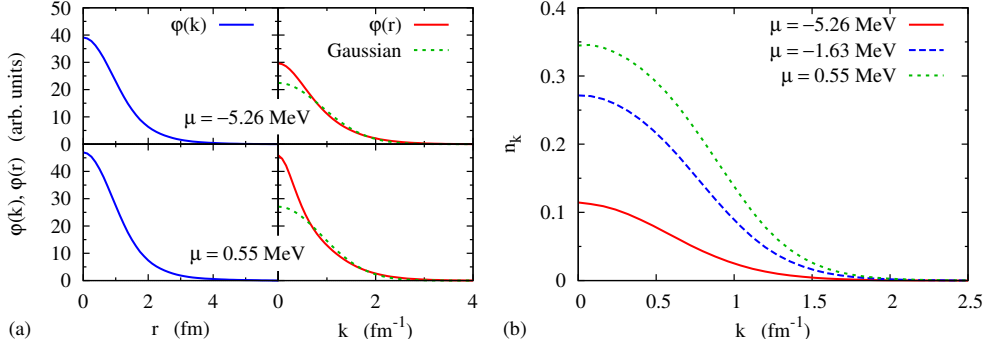 φ(k), φ(r) (arb. units)
φ(k)
φ(r)
Gaussian
50
40
30
20
10
0
μ = −5.26 MeV
40
30
20
10
0
μ = 0.55 MeV
0 2 4
0 2 4
(a) r (fm) k (fm⁻¹)
μ = −5.26 MeV
μ = −1.63 MeV
μ = 0.55 MeV
nₖ
0.4
0.3
0.2
0.1
0
0 0.5 1 1.5 2 2.5
(b) k (fm⁻¹)